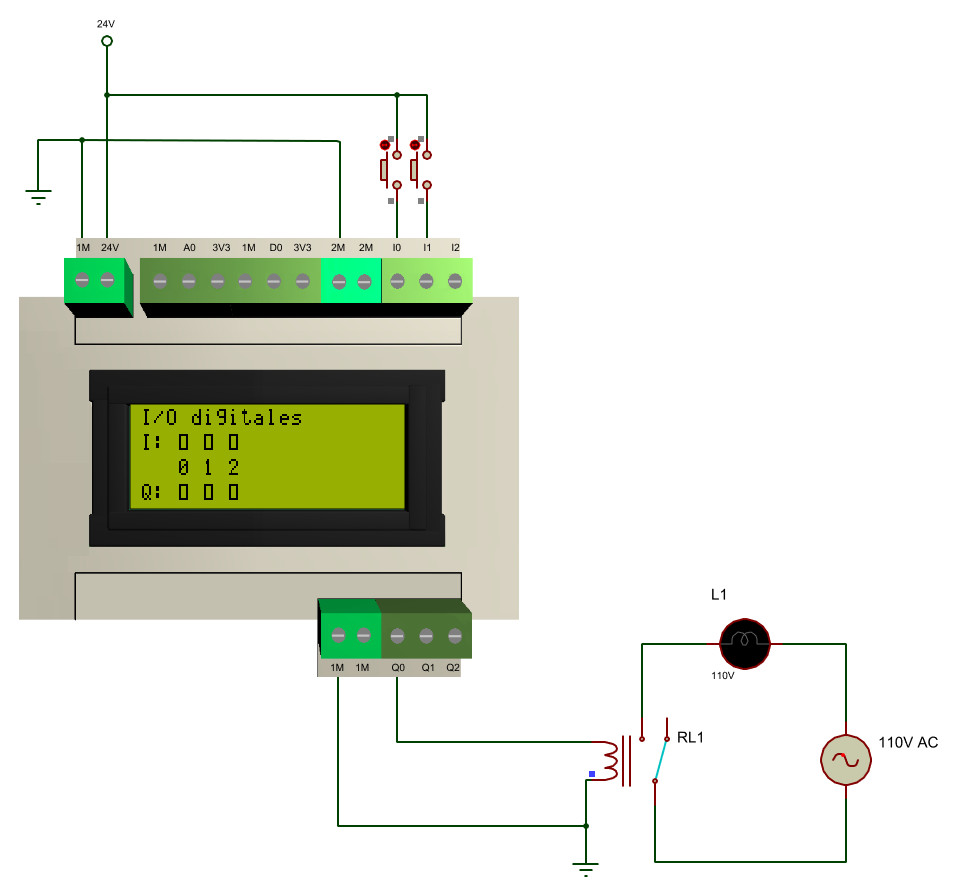 24V
1M 24V 1M A0 3V3 1M D0 3V3 2M 2M I0 I1 I2
I/O digitales
I: 0 0 0
0 1 2
Q: 0 0 0
1M 1M Q0 Q1 Q2
L1
110V
RL1
110V AC